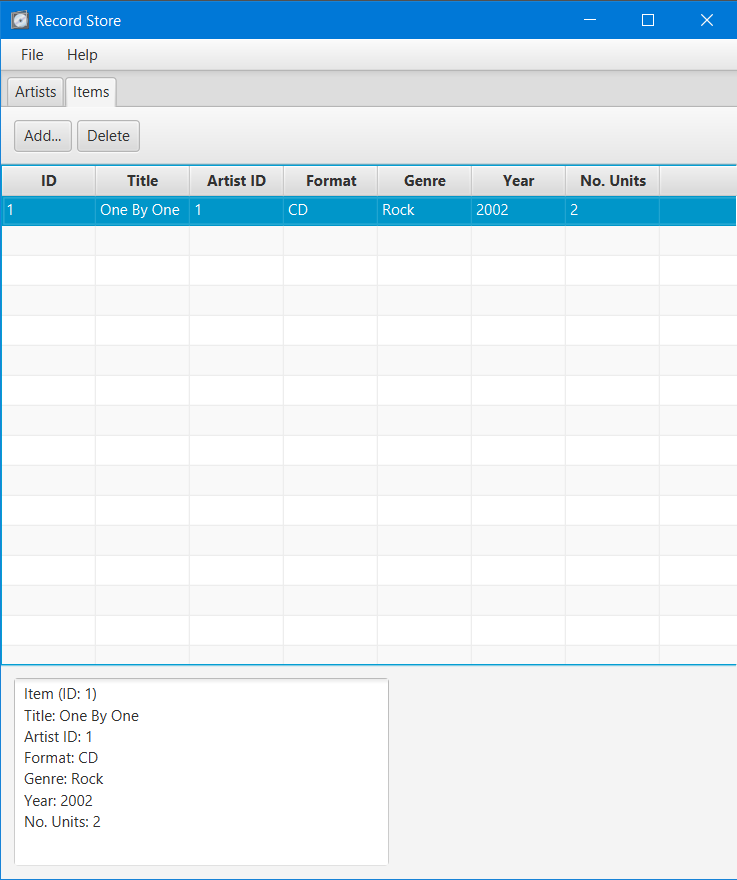 Record Store
File Help
Artists Items
Add... Delete
ID Title Artist ID Format Genre Year No. Units
1 One By One 1 CD Rock 2002 2
Item (ID: 1)
Title: One By One
Artist ID: 1
Format: CD
Genre: Rock
Year: 2002
No. Units: 2